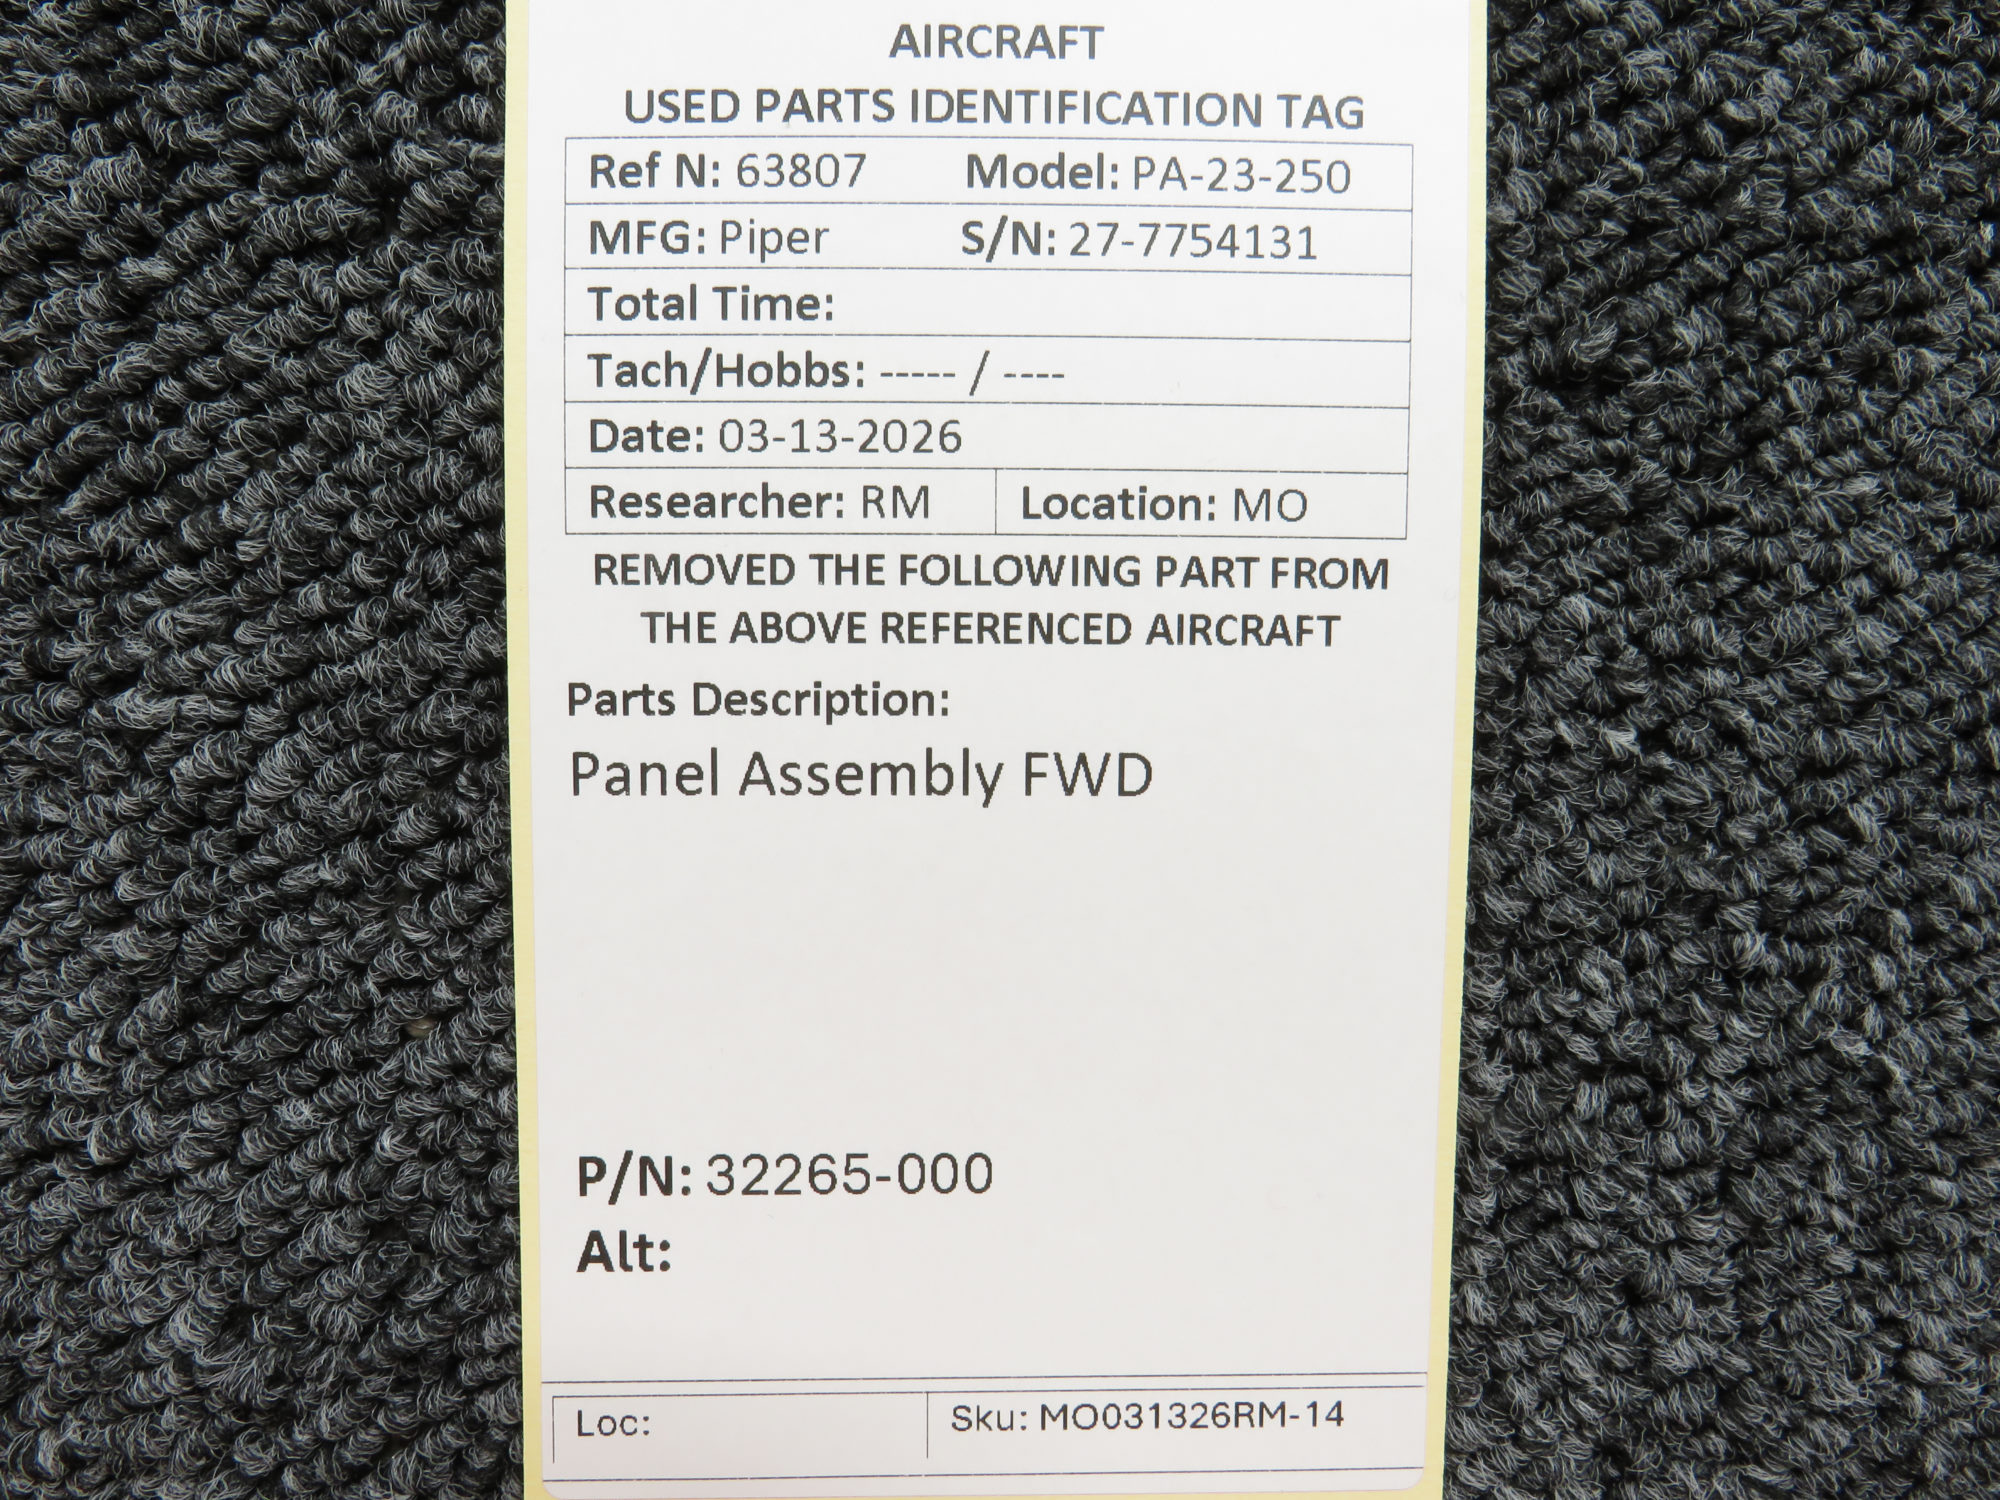 AIRCRAFT
USED PARTS IDENTIFICATION TAG
Ref N: 63807 Model: PA-23-250
MFG: Piper S/N: 27-7754131
Total Time:
Tach/Hobbs: ----- / ----
Date: 03-13-2026
Researcher: RM Location: MO
REMOVED THE FOLLOWING PART FROM
THE ABOVE REFERENCED AIRCRAFT
Parts Description:
Panel Assembly FWD
P/N: 32265-000
Alt:
Loc: Sku: MO031326RM-14